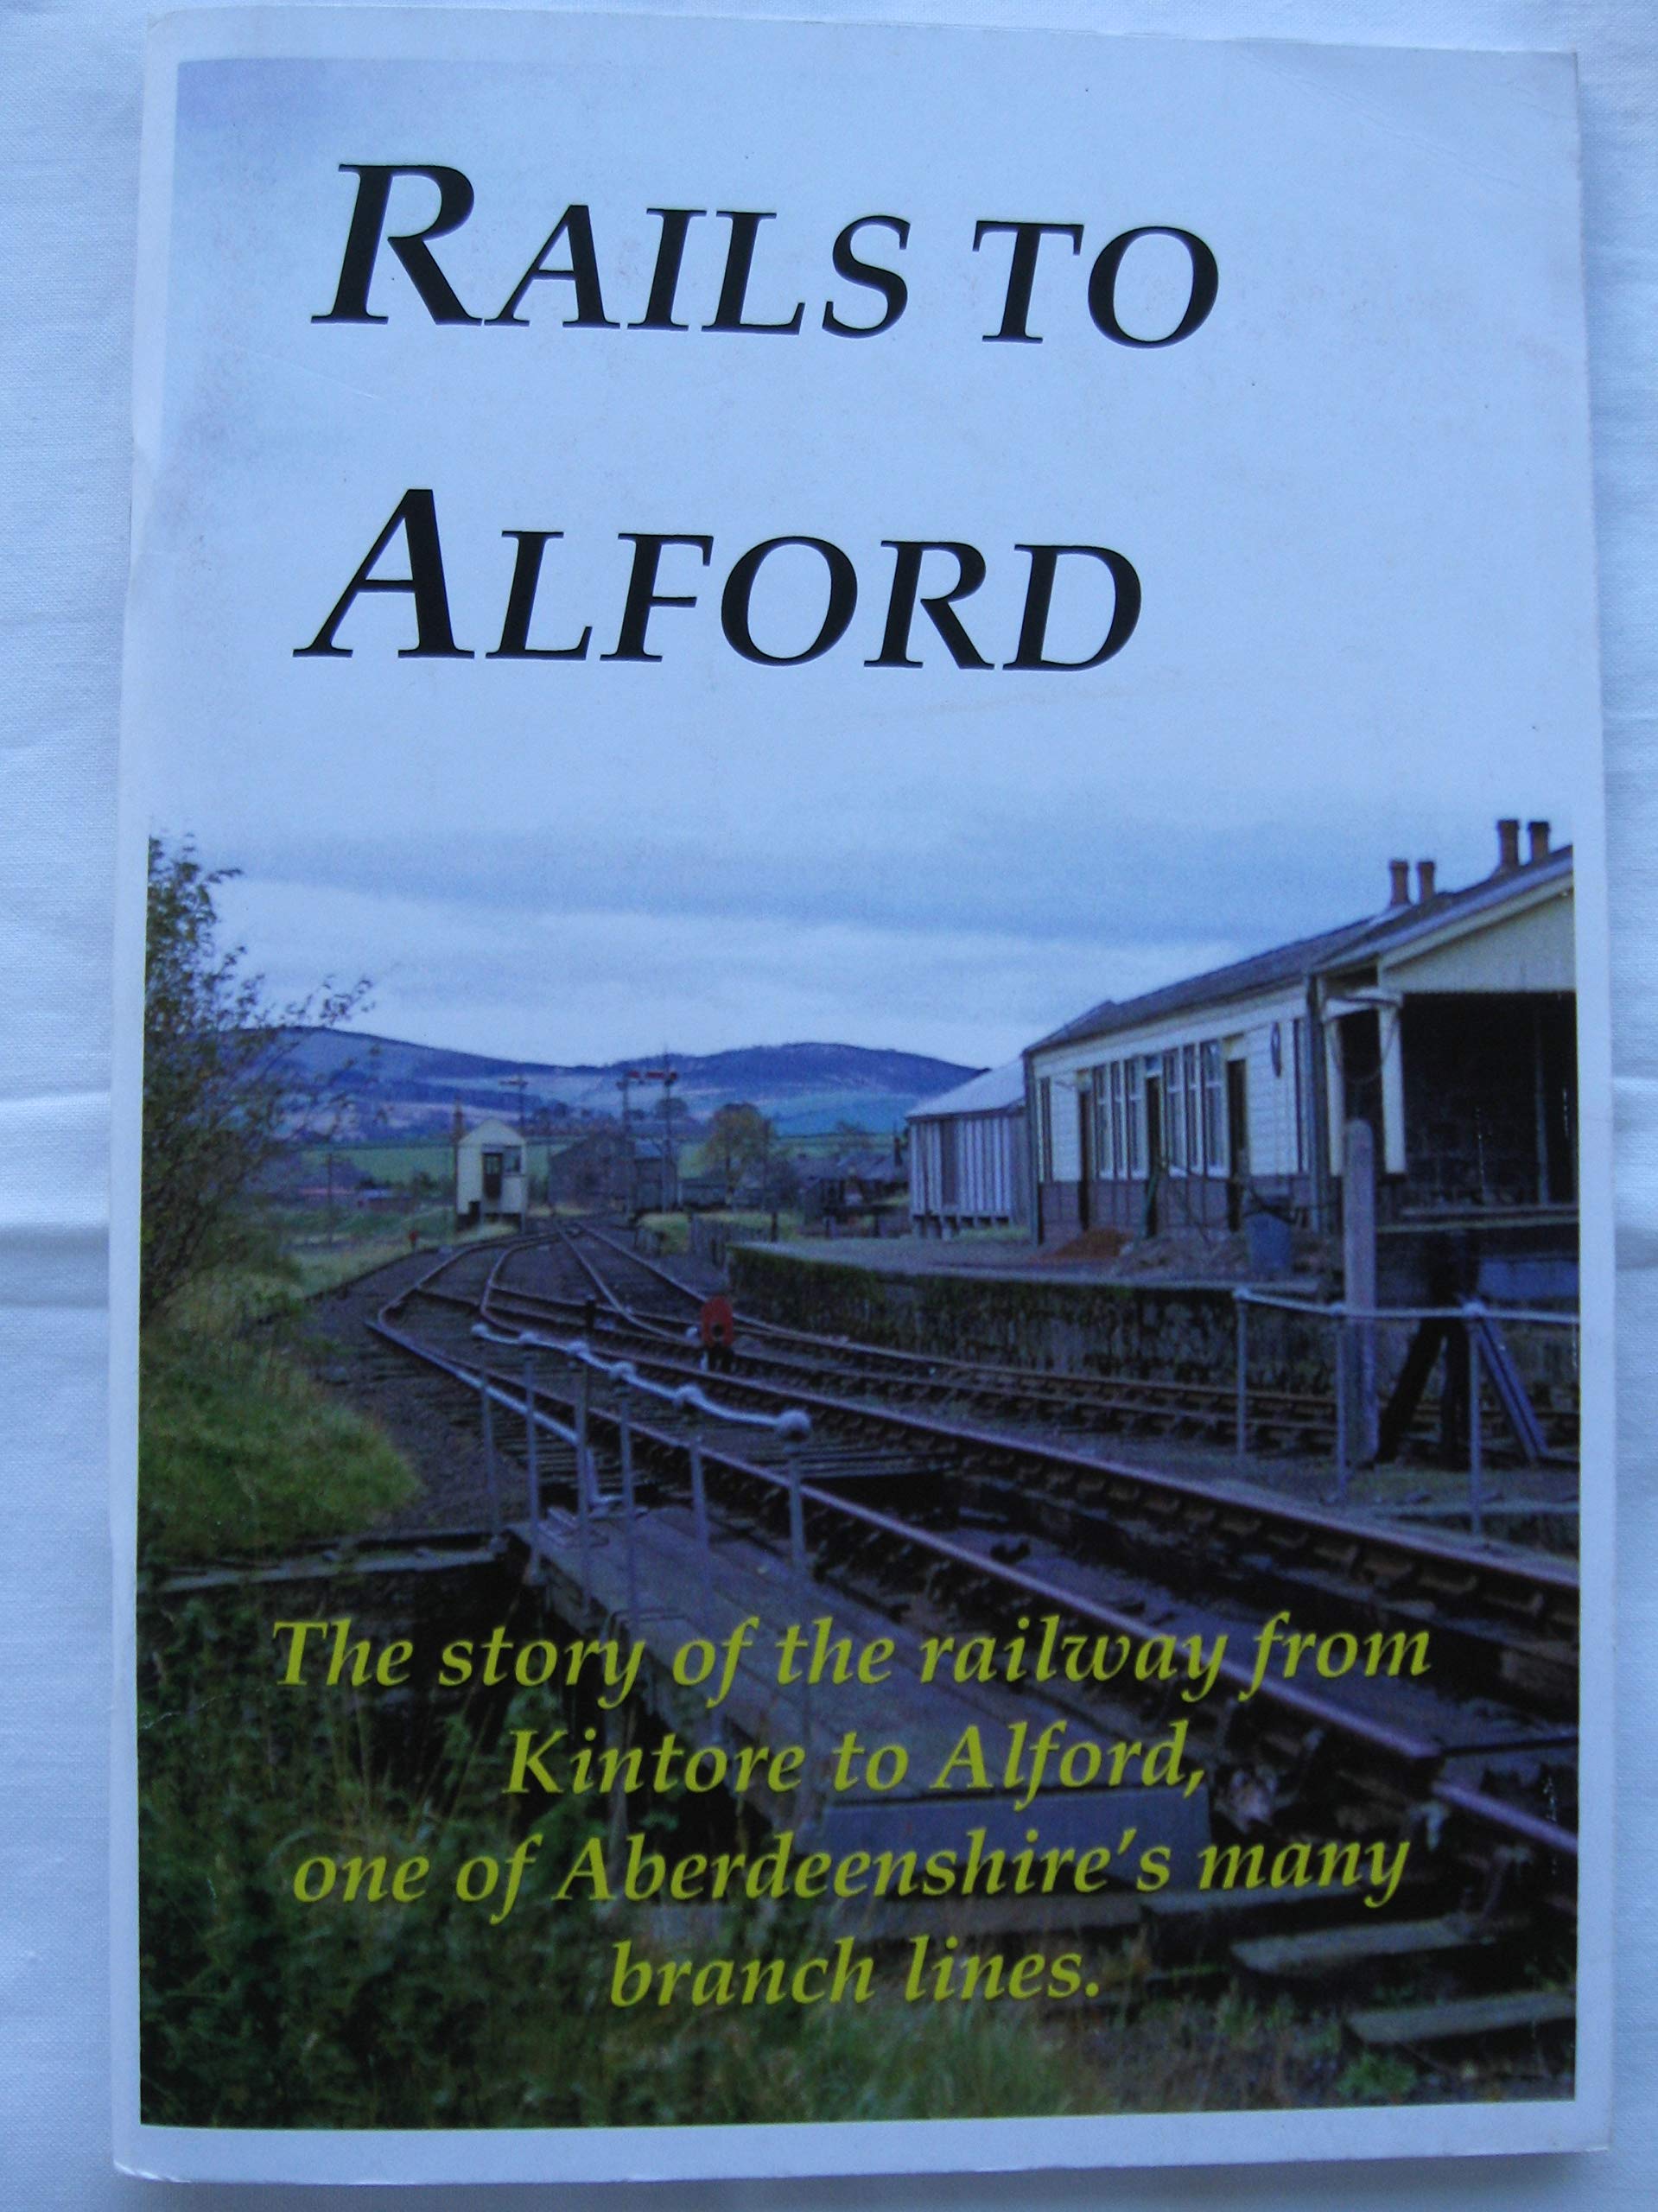 RAILS TO
ALFORD
The story of the railway from
Kintore to Alford,
one of Aberdeenshire's many
branch lines.